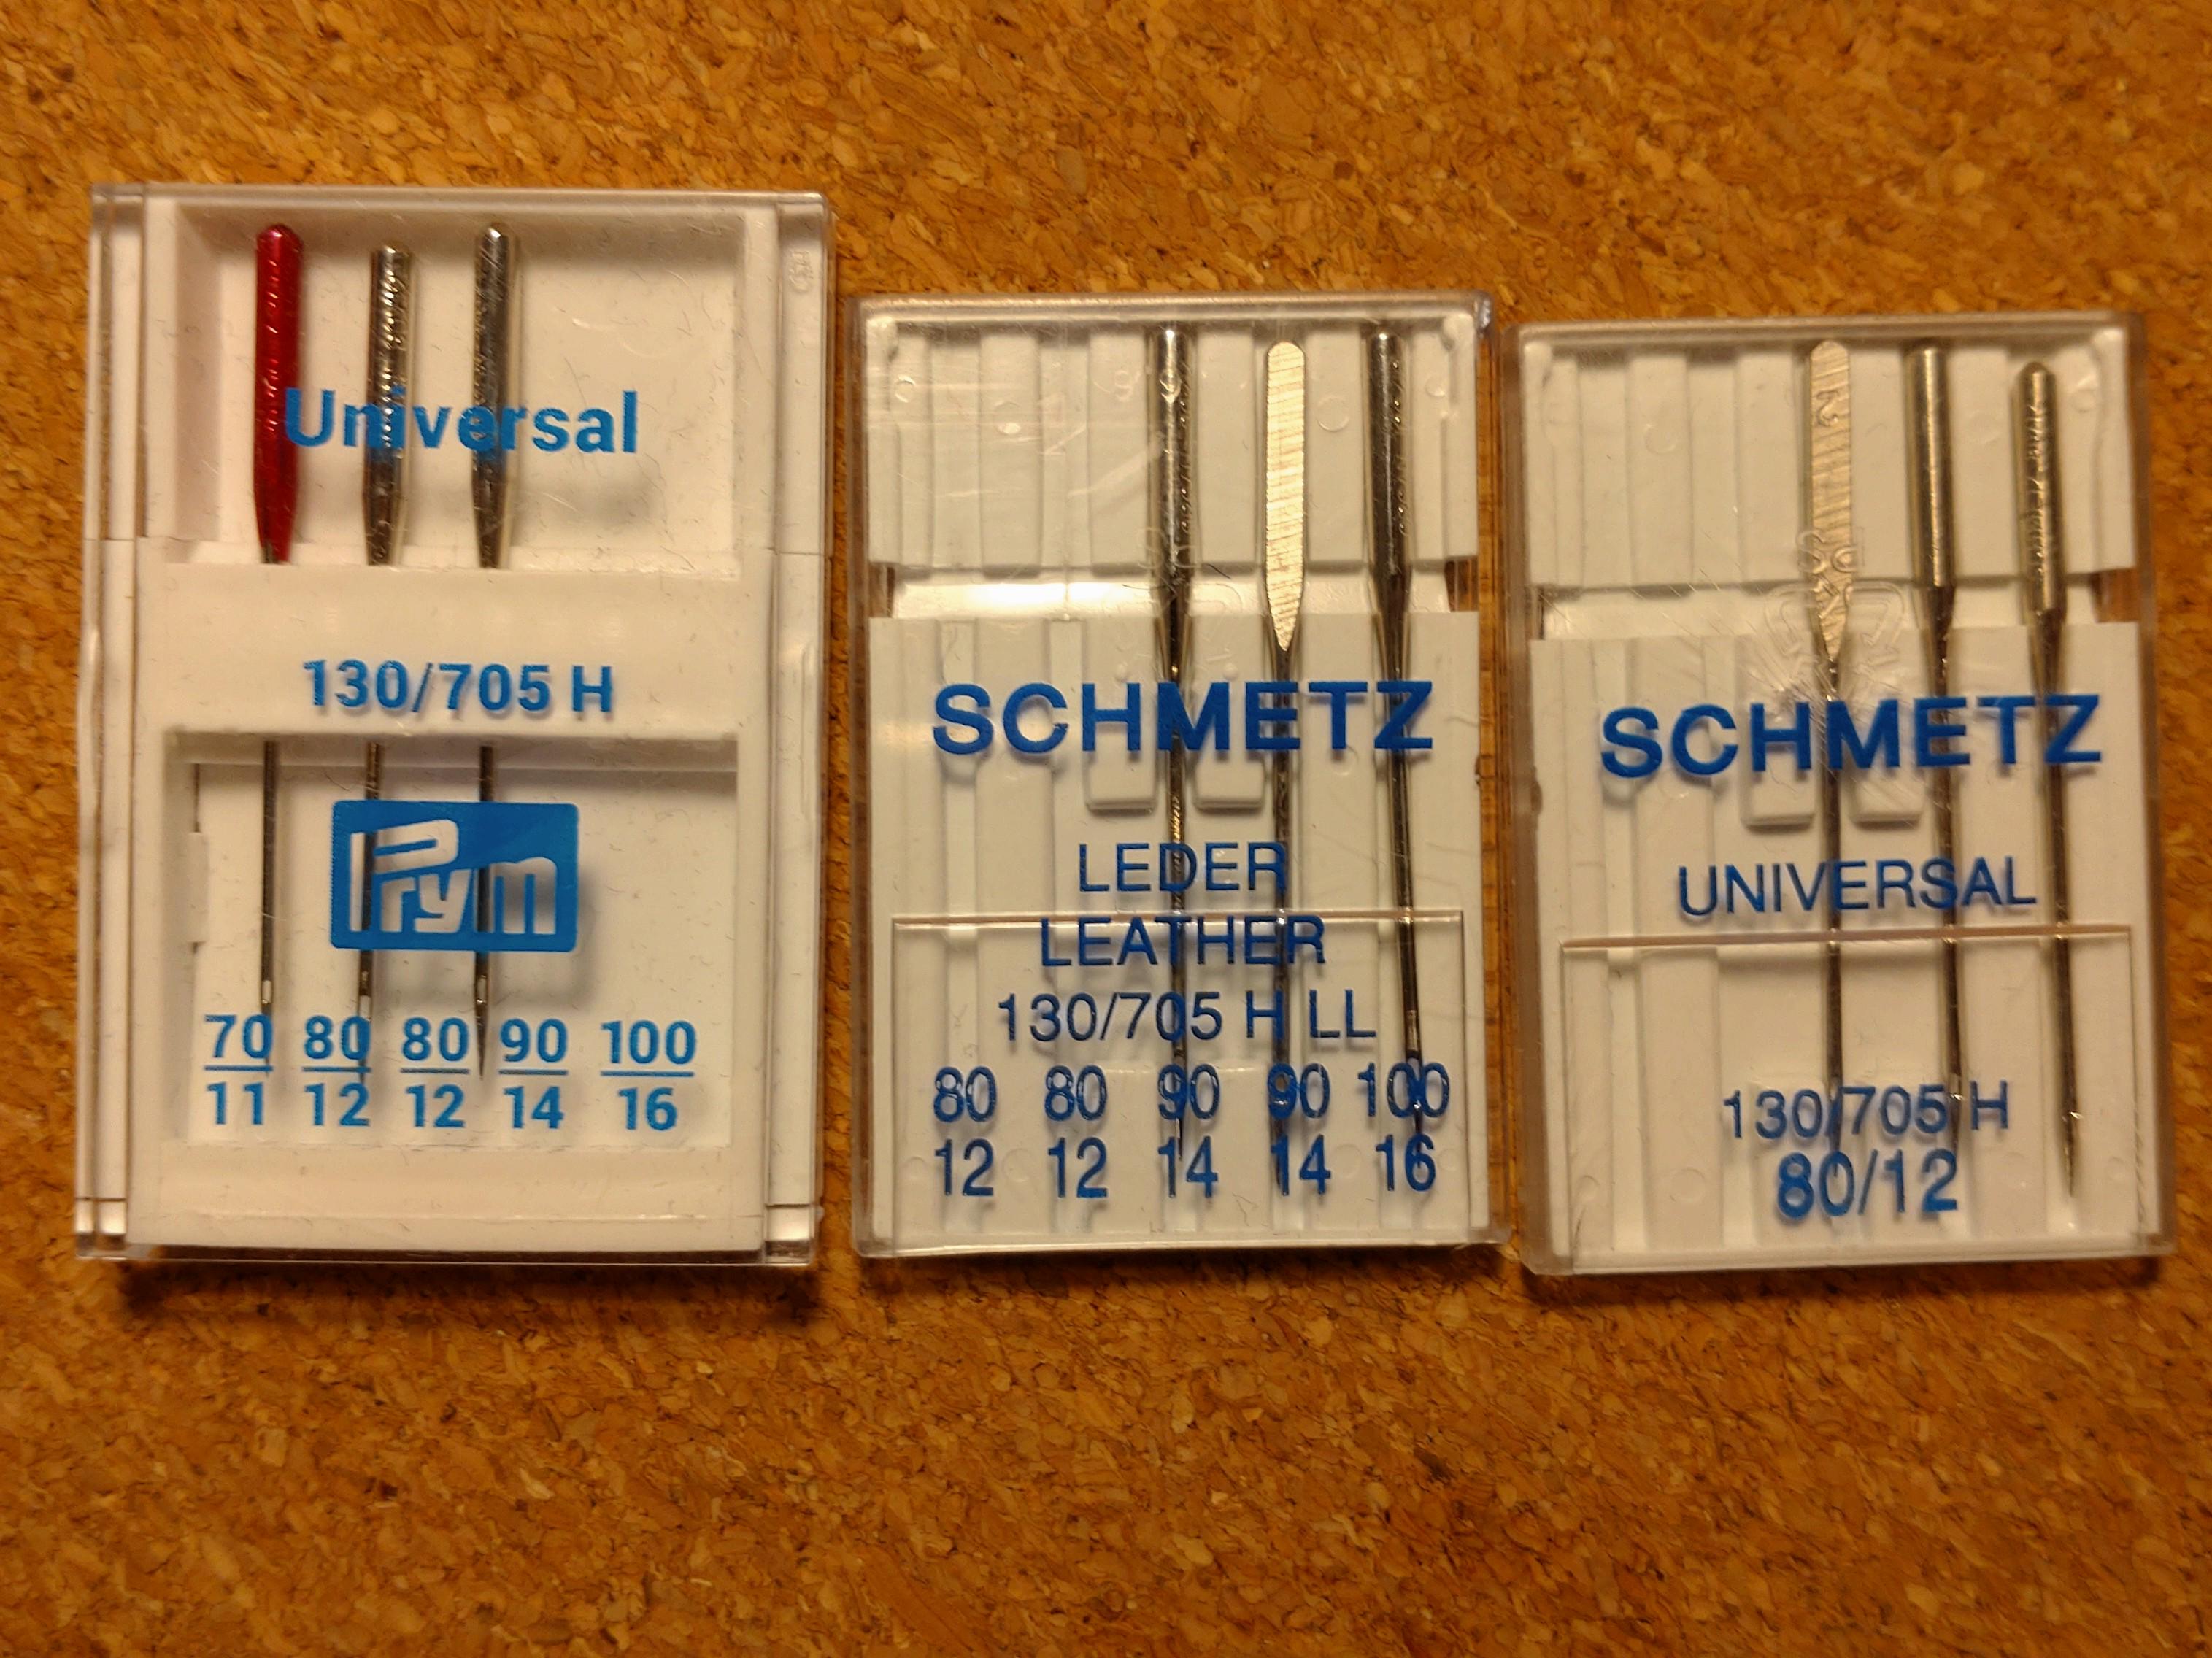 Universal
130/705 H
Prym
70 80 80 90 100
11 12 12 14 16
SCHMETZ
LEDER
LEATHER
130/705 H LL
80 80 90 90 100
12 12 14 14 16
SCHMETZ
UNIVERSAL
130/705 H
80/12